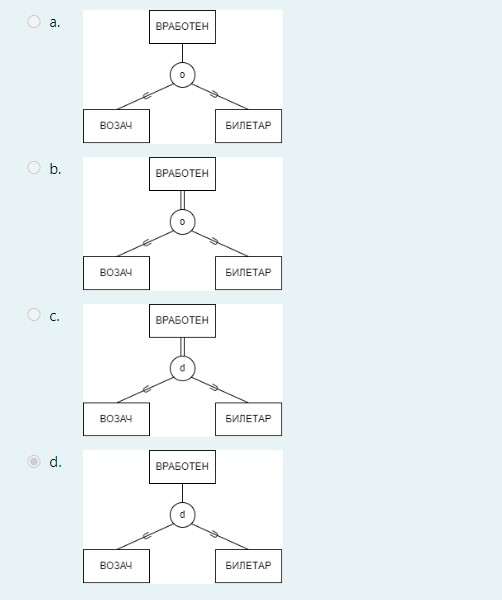 a.
ВРАБОТЕН
o
ВОЗАЧ БИЛЕТАР
b.
ВРАБОТЕН
o
ВОЗАЧ БИЛЕТАР
c.
ВРАБОТЕН
d
ВОЗАЧ БИЛЕТАР
d.
ВРАБОТЕН
d
ВОЗАЧ БИЛЕТАР